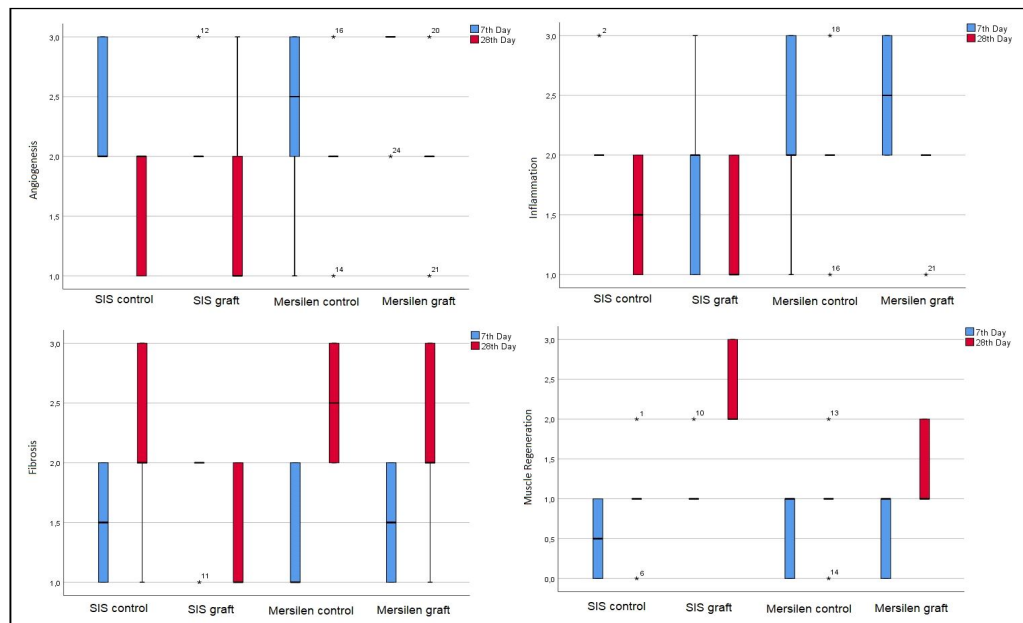 7th Day
28th Day
Angiogenesis
3,0
2,5
2,0
1,5
1,0
12
16
20
24
14
21
SIS control SIS graft Mersilen control Mersilen graft
7th Day
28th Day
Inflammation
3,0
2,5
2,0
1,5
1,0
2
18
16
21
SIS control SIS graft Mersilen control Mersilen graft
7th Day
28th Day
Fibrosis
3,0
2,5
2,0
1,5
1,0
11
SIS control SIS graft Mersilen control Mersilen graft
7th Day
28th Day
Muscle Regeneration
3,0
2,5
2,0
1,5
1,0
0,5
0,0
1
10
13
6
14
SIS control SIS graft Mersilen control Mersilen graft